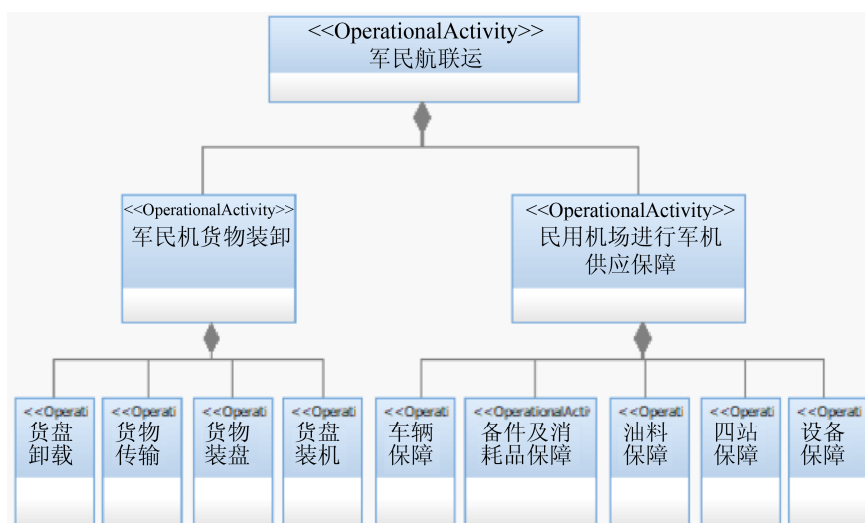 <<OperationalActivity>>
军民航联运
<<OperationalActivity>>
军民机货物装卸
<<OperationalActivity>>
民用机场进行军机
供应保障
<<Operati
货盘
卸载
<<Operati
货物
传输
<<Operati
货物
装盘
<<Operati
货盘
装机
<<Operati
车辆
保障
<<OperationalActi
备件及消
耗品保障
<<Operati
油料
保障
<<Operati
四站
保障
<<Operati
设备
保障